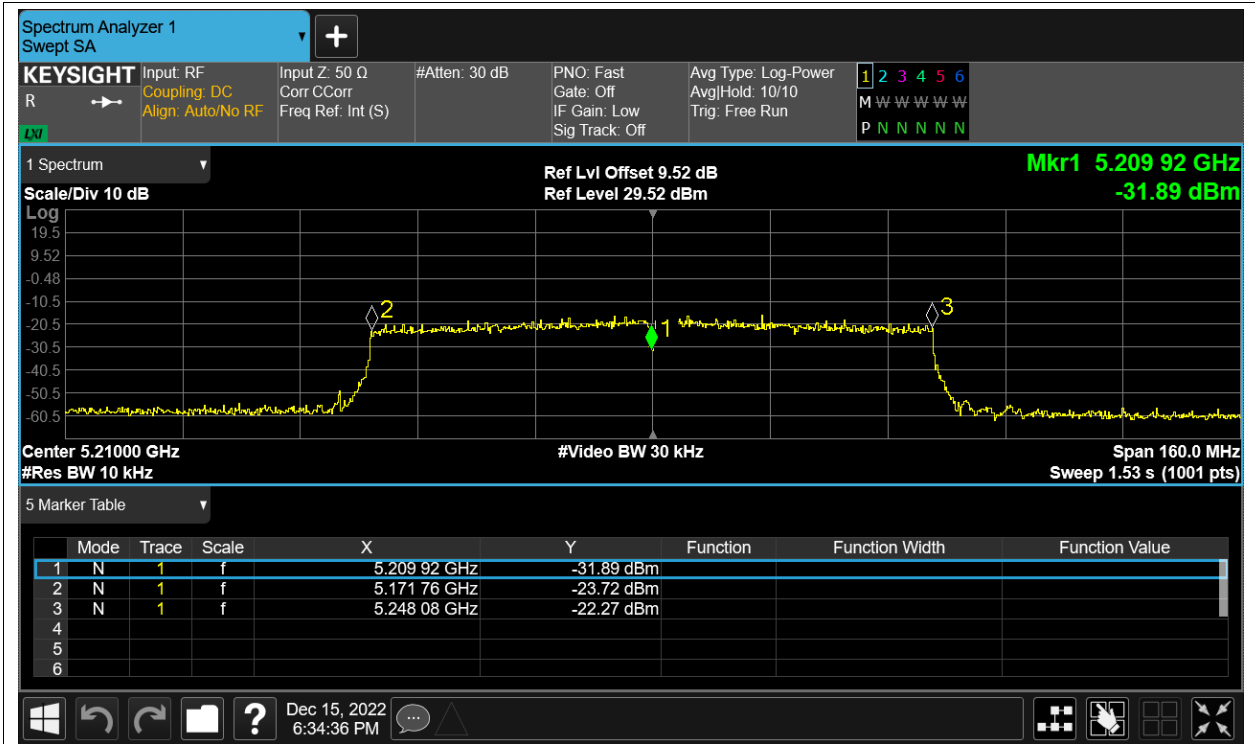 Spectrum Analyzer 1
Swept SA
KEYSIGHT
R
LXI
Input: RF
Coupling: DC
Align: Auto/No RF
Input Z: 50 Ω
Corr CCorr
Freq Ref: Int (S)
#Atten: 30 dB
PNO: Fast
Gate: Off
IF Gain: Low
Sig Track: Off
Avg Type: Log-Power
Avg|Hold: 10/10
Trig: Free Run
1 2 3 4 5 6
M W W W W W
P N N N N N
1 Spectrum
Scale/Div 10 dB
Ref Lvl Offset 9.52 dB
Ref Level 29.52 dBm
Mkr1 5.209 92 GHz
-31.89 dBm
Log
19.5
9.52
-0.48
-10.5
-20.5
-30.5
-40.5
-50.5
-60.5
2
1
3
Center 5.21000 GHz
#Res BW 10 kHz
#Video BW 30 kHz
Span 160.0 MHz
Sweep 1.53 s (1001 pts)
5 Marker Table
Mode Trace Scale X Y Function Function Width Function Value
1 N 1 f 5.209 92 GHz -31.89 dBm
2 N 1 f 5.171 76 GHz -23.72 dBm
3 N 1 f 5.248 08 GHz -22.27 dBm
4
5
6
?
Dec 15, 2022
6:34:36 PM